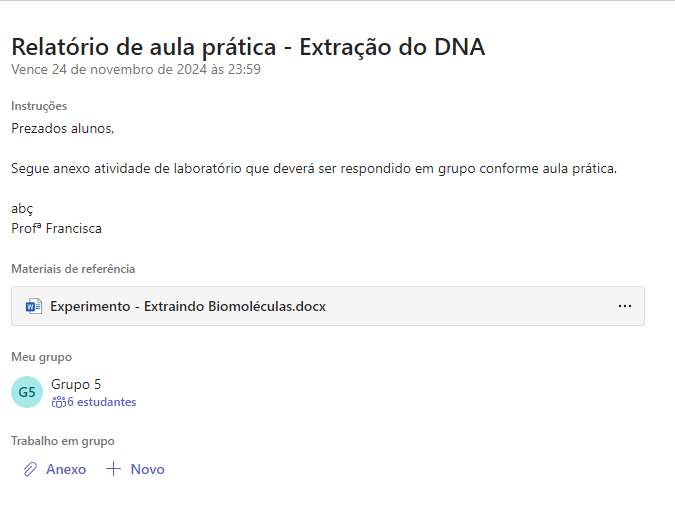 Relatório de aula prática - Extração do DNA
Vence 24 de novembro de 2024 às 23:59
Instruções
Prezados alunos,
Segue anexo atividade de laboratório que deverá ser respondido em grupo conforme aula prática.
abç
Profª Francisca
Materiais de referência
Experimento - Extraindo Biomoléculas.docx
Meu grupo
G5
Grupo 5
6 estudantes
Trabalho em grupo
Anexo Novo